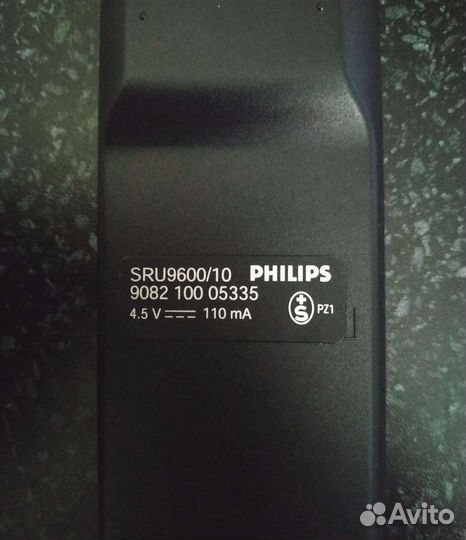 SRU9600/10 PHILIPS
9082 100 05335
4.5 V 110 mA
+S PZ1
Avito